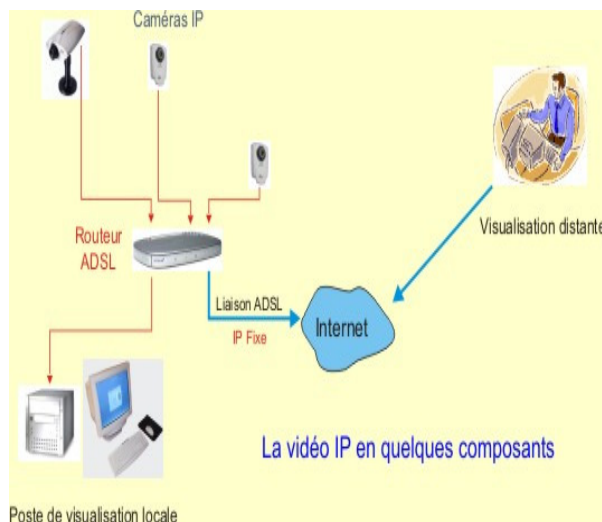 Caméras IP
Routeur
ADSL
Visualisation distante
Liaison ADSL
IP Fixe
Internet
La vidéo IP en quelques composants
Poste de visualisation locale